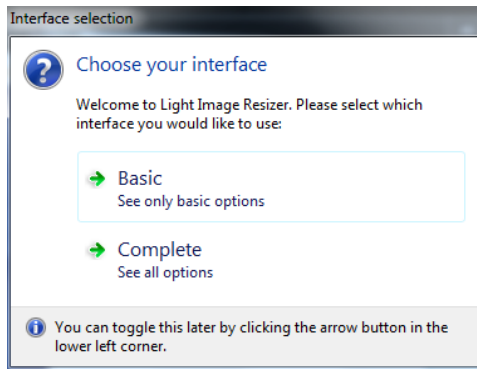 Interface selection
Choose your interface
Welcome to Light Image Resizer. Please select which
interface you would like to use:
Basic
See only basic options
Complete
See all options
You can toggle this later by clicking the arrow button in the
lower left corner.